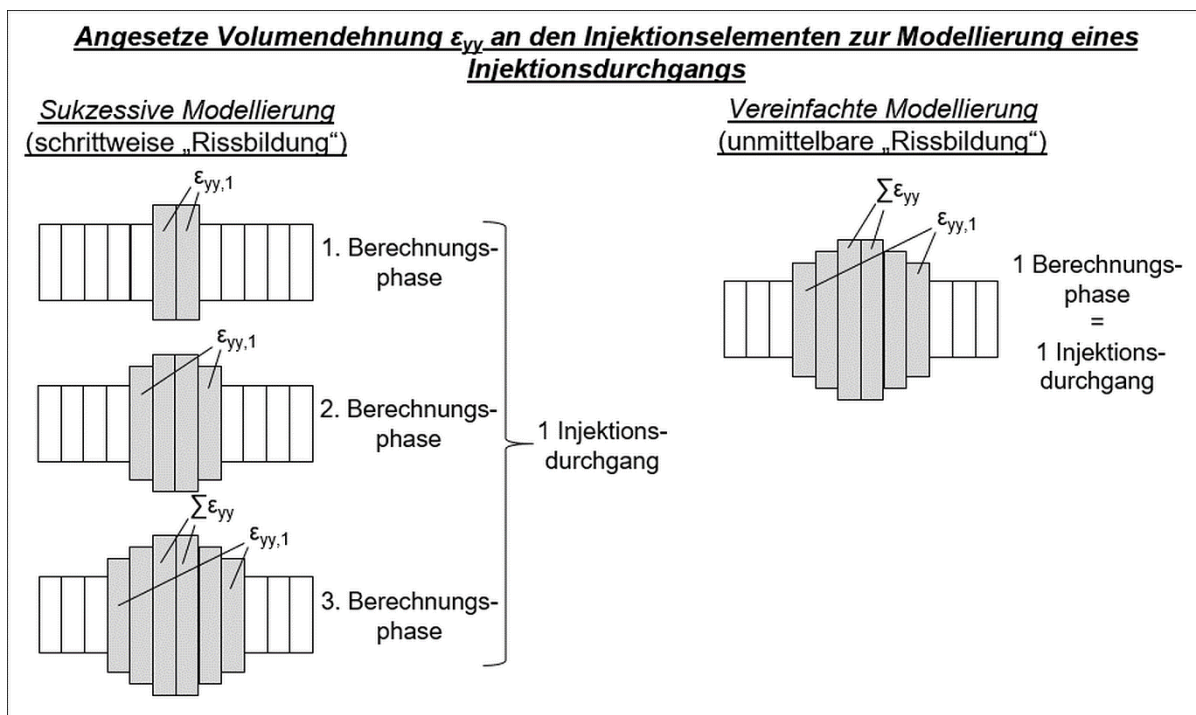 Angesetze Volumendehnung εyy an den Injektionselementen zur Modellierung eines
Injektionsdurchgangs
Sukzessive Modellierung
(schrittweise „Rissbildung“)
εyy,1
1. Berechnungs-
phase
εyy,1
2. Berechnungs-
phase
∑εyy
εyy,1
3. Berechnungs-
phase
1 Injektions-
durchgang
Vereinfachte Modellierung
(unmittelbare „Rissbildung“)
∑εyy
εyy,1
1 Berechnungs-
phase
=
1 Injektions-
durchgang